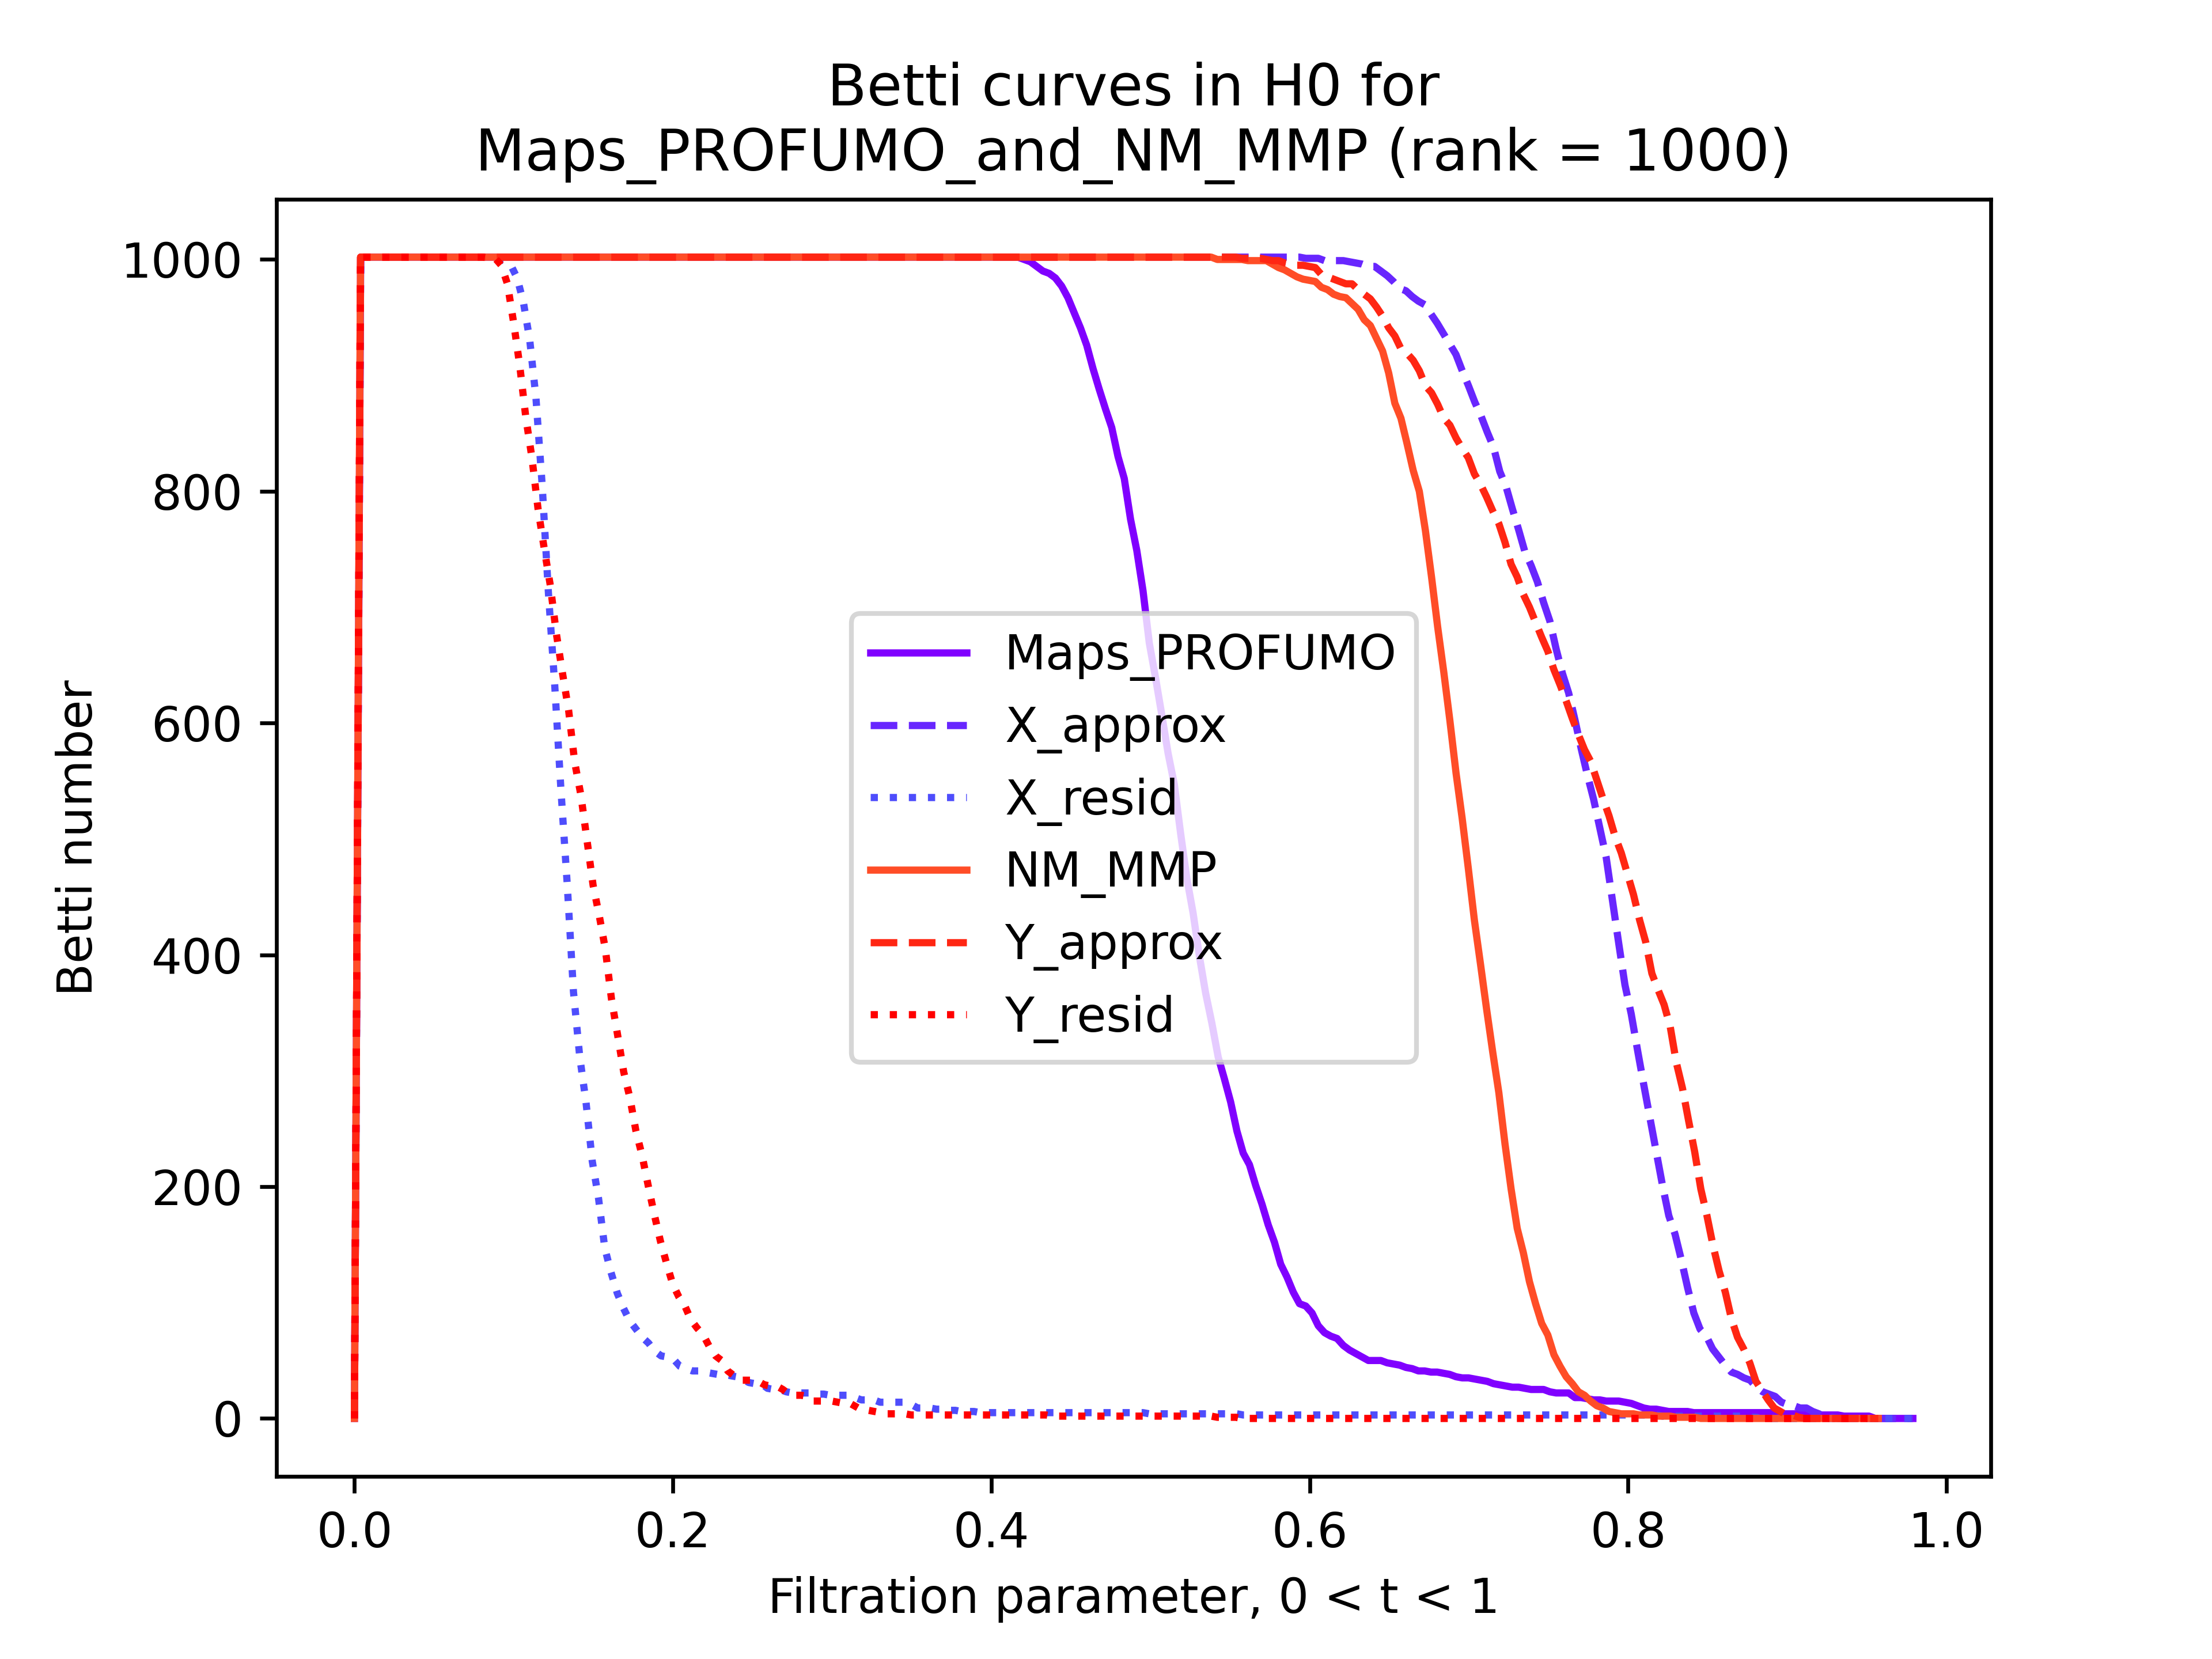 Betti curves in H0 for
Maps_PROFUMO_and_NM_MMP (rank = 1000)
Betti number
1000
800
600
400
200
0
Maps_PROFUMO
X_approx
X_resid
NM_MMP
Y_approx
Y_resid
0.0 0.2 0.4 0.6 0.8 1.0
Filtration parameter, 0 < t < 1